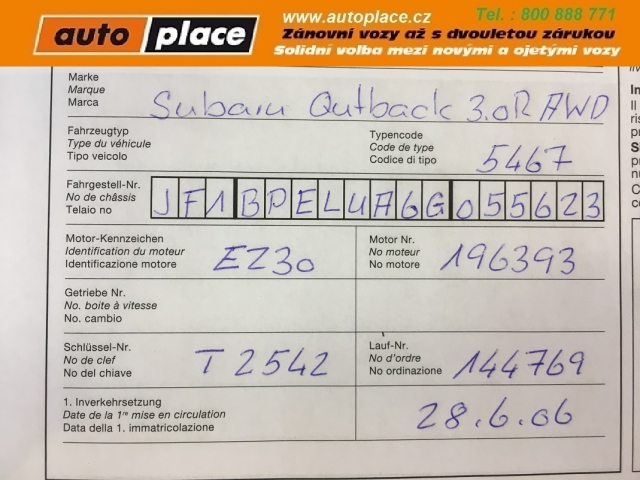 auto place
www.autoplace.cz
Tel. : 800 888 771
Zánovní vozy až s dvouletou zárukou
Solidní volba mezi novými a ojetými vozy
Marke
Marque
Marca
Subaru Outback 3.0R AWD
Fahrzeugtyp
Type du véhicule
Tipo veicolo
Typencode
Code de type
Codice di tipo
5467
Fahrgestell-Nr.
No de châssis
Telaio no
JF1BPELUA6G055623
Motor-Kennzeichen
Identification du moteur
Identificazione motore
EZ30
Motor Nr.
No moteur
No motore
196393
Getriebe Nr.
No. boite à vitesse
No. cambio
Schlüssel-Nr.
No de clef
No del chiave
T 2542
Lauf-Nr.
No d'ordre
No ordinazione
144769
1. Inverkehrsetzung
Date de la 1re mise en circulation
Data della 1. immatricolazione
28.6.06